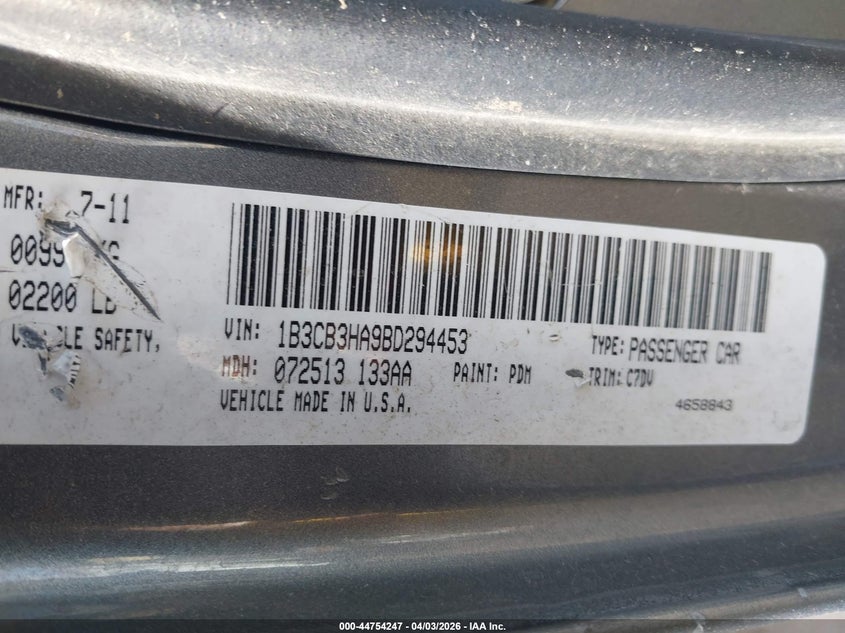 MFR: 7-11
02200 LB
SAFETY,
VIN: 1B3CB3HA9BD294453
TYPE: PASSENGER CAR
MDH: 072513 133AA
PAINT: PDM
TRIM: C7DV
VEHICLE MADE IN U.S.A.
4658843
000-44754247 - 04/03/2026 - IAA Inc.